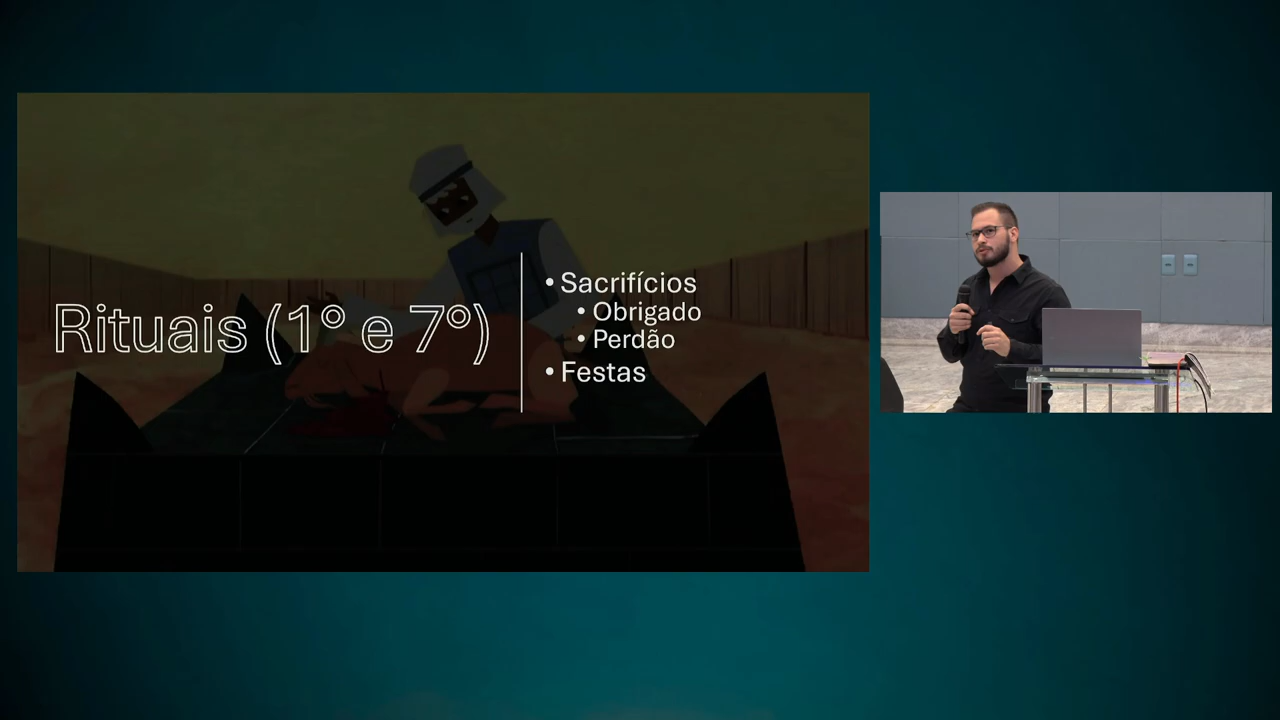 Rituais (1º e 7º)
• Sacrifícios
• Obrigado
• Perdão
• Festas